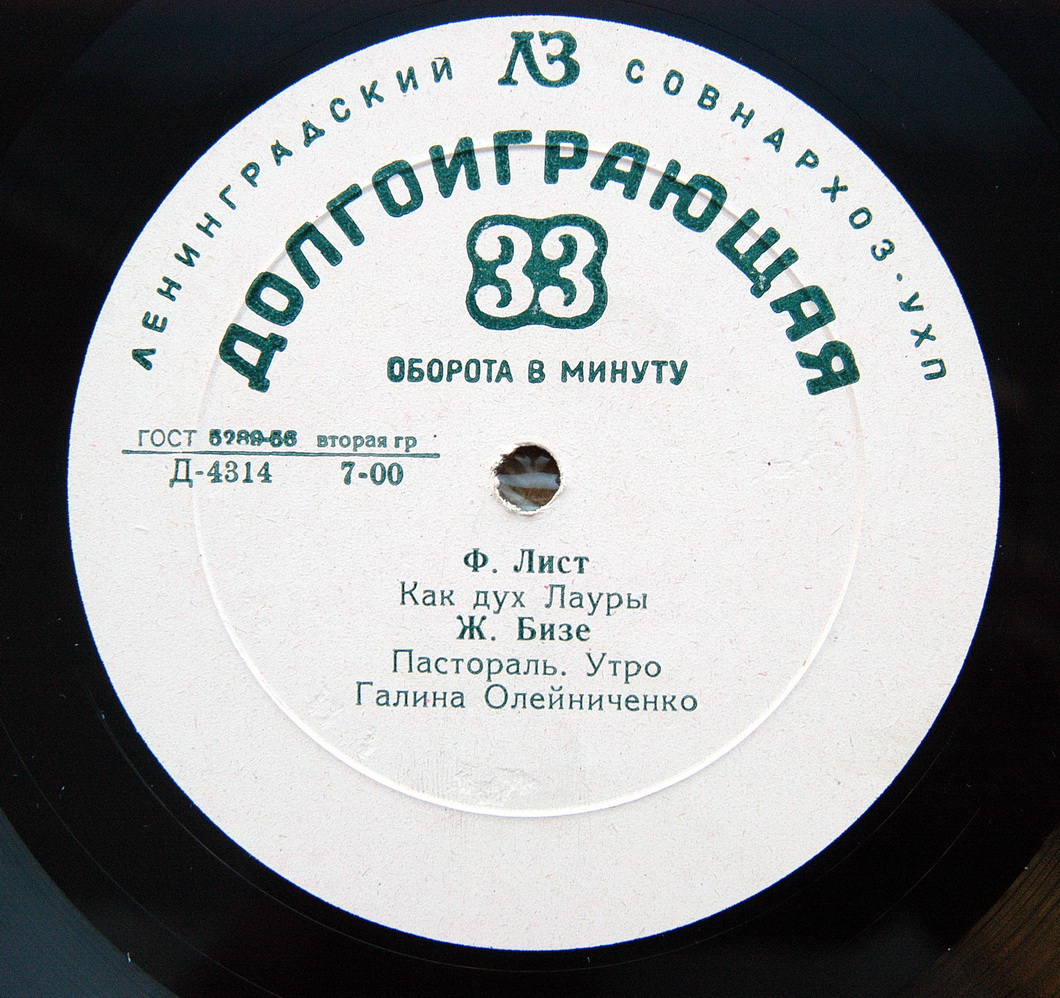 ЛЕНИНГРАДСКИЙ ЛЗ СОВНАРХОЗ·УХП
ДОЛГОИГРАЮЩАЯ
33
ОБОРОТА В МИНУТУ
ГОСТ 5289-56 вторая гр
Д-4314 7-00
Ф. Лист
Как дух Лауры
Ж. Бизе
Пастораль. Утро
Галина Олейниченко